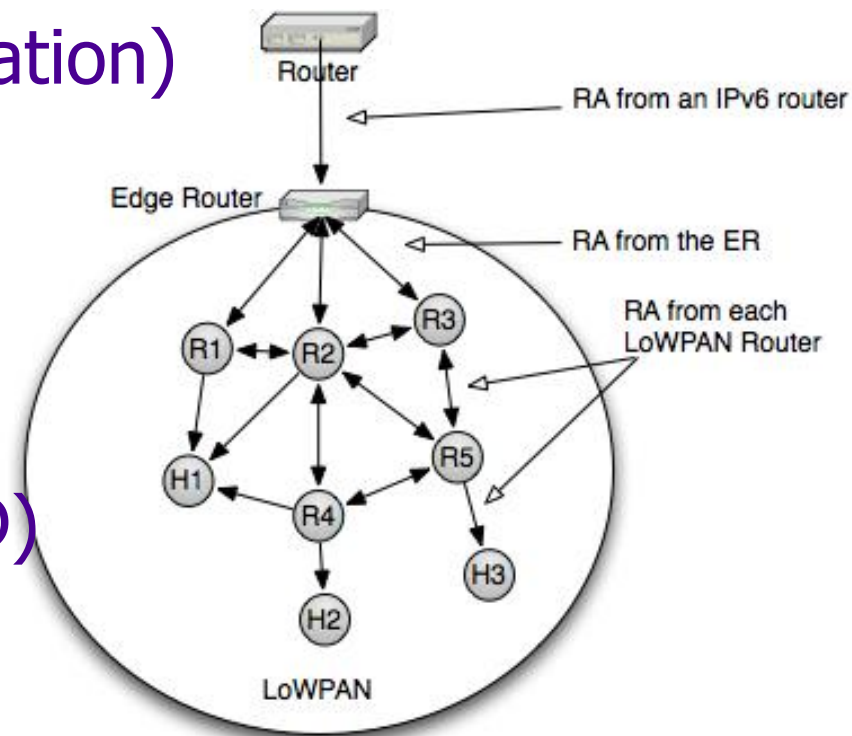 ation)
Router
RA from an IPv6 router
Edge Router
RA from the ER
RA from each
LoWPAN Router
R3
R1
R2
R5
H1
R4
)
H3
H2
LoWPAN